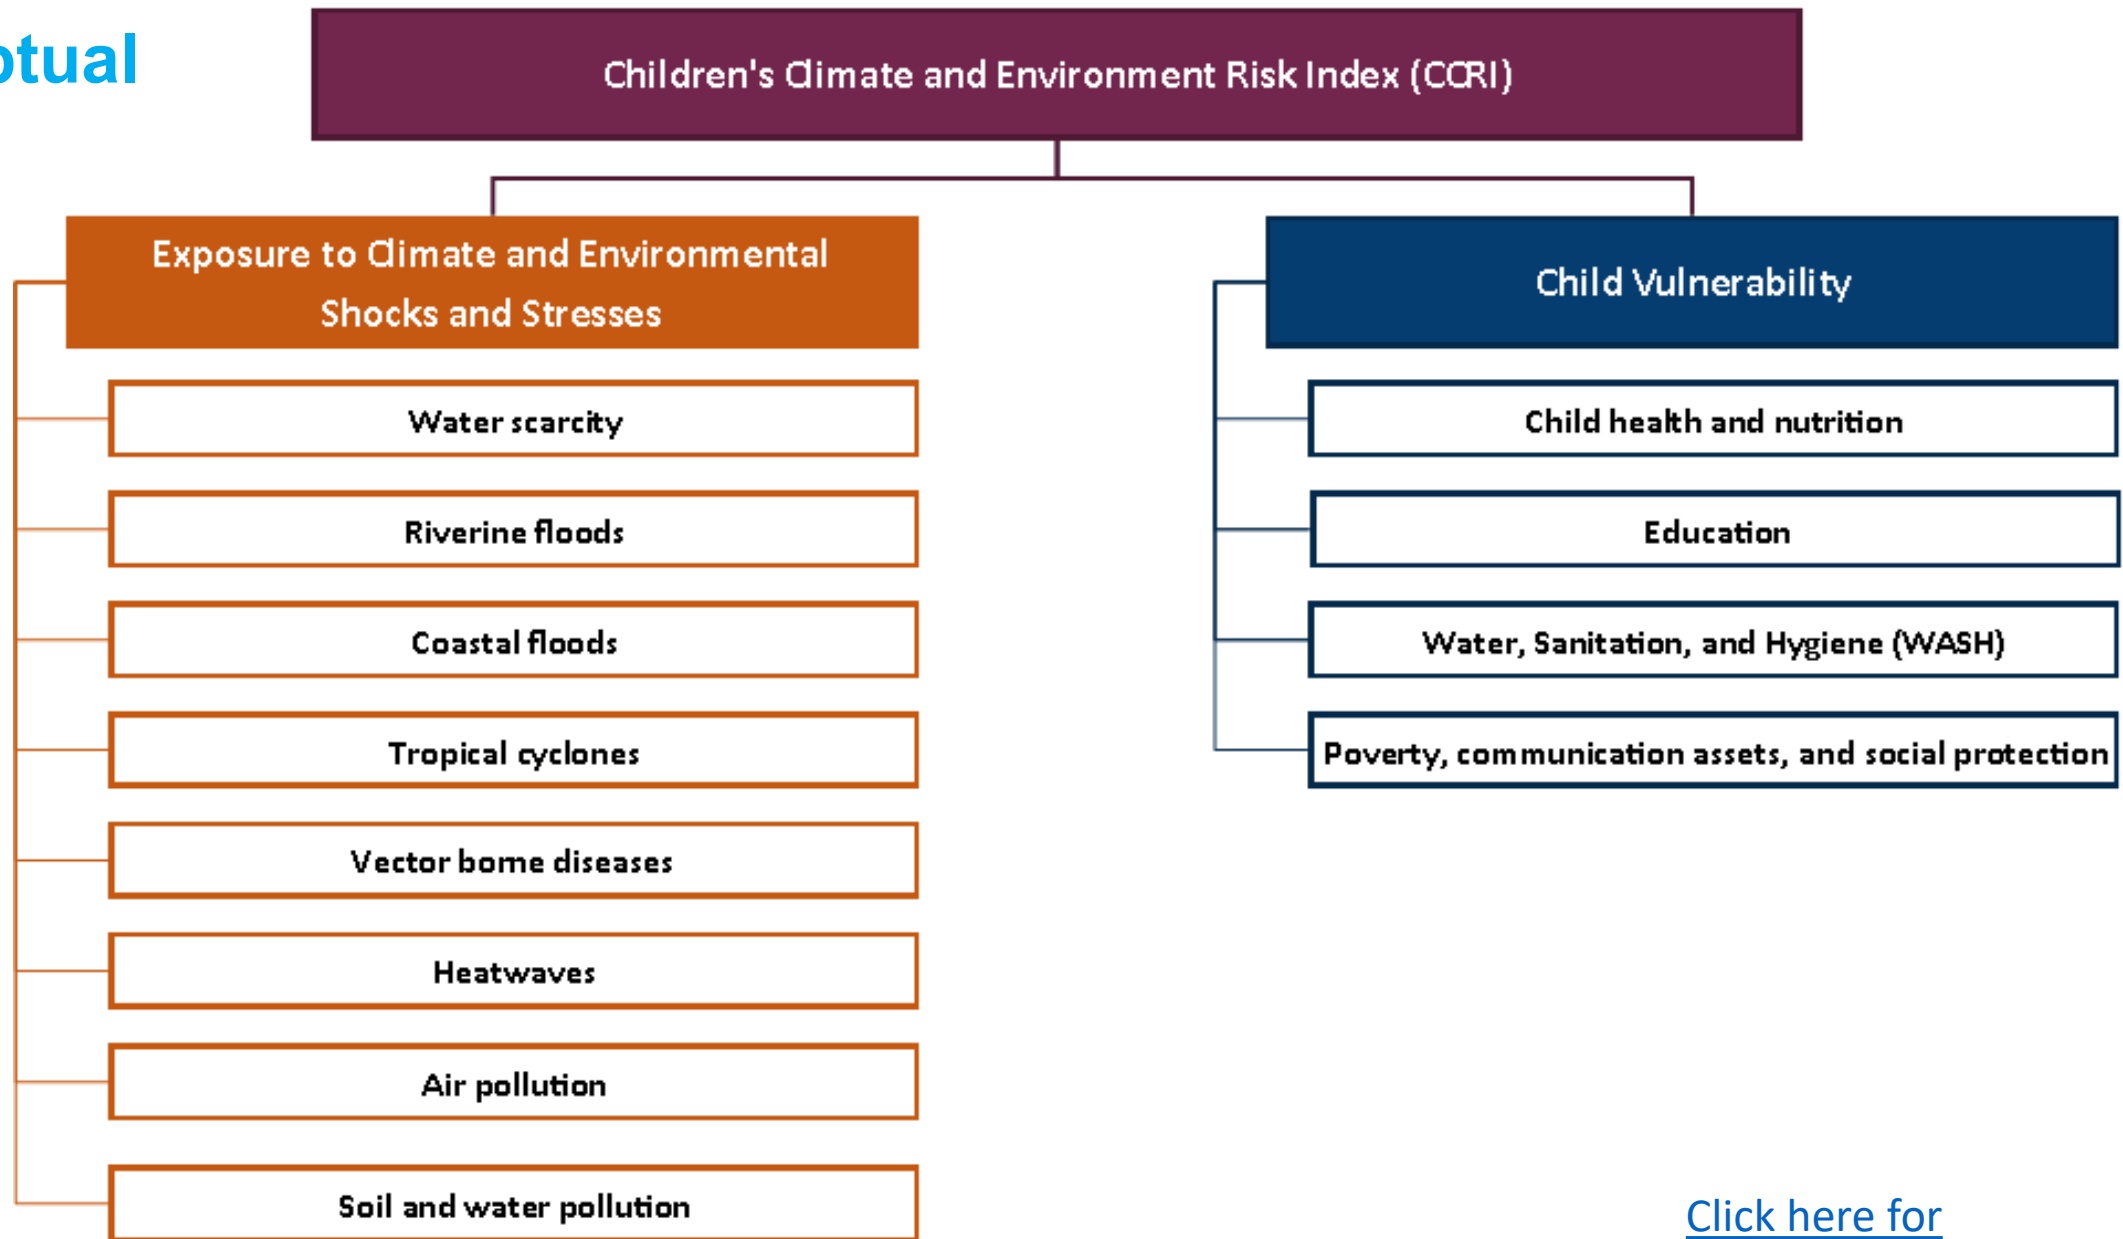 ptual
Children's Climate and Environment Risk Index (CCRI)
Exposure to Climate and Environmental
Shocks and Stresses
Water scarcity
Riverine floods
Coastal floods
Tropical cyclones
Vector borne diseases
Heatwaves
Air pollution
Soil and water pollution
Child Vulnerability
Child health and nutrition
Education
Water, Sanitation, and Hygiene (WASH)
Poverty, communication assets, and social protection
Click here for